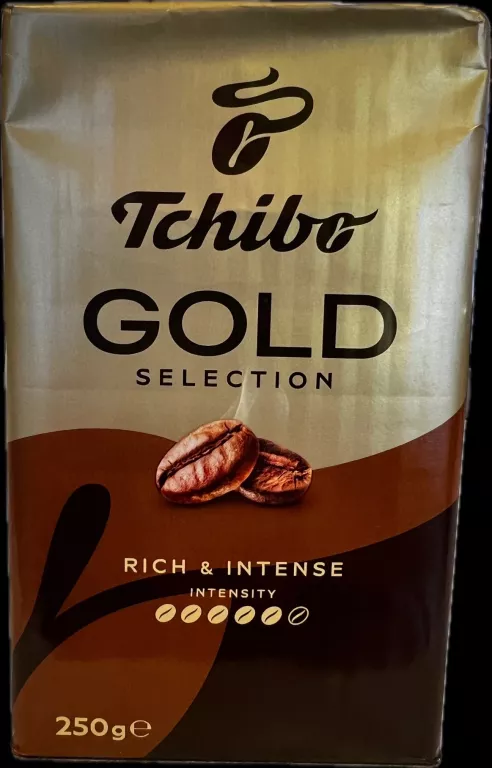 Tchibo
GOLD
SELECTION
RICH & INTENSE
INTENSITY
250g℮